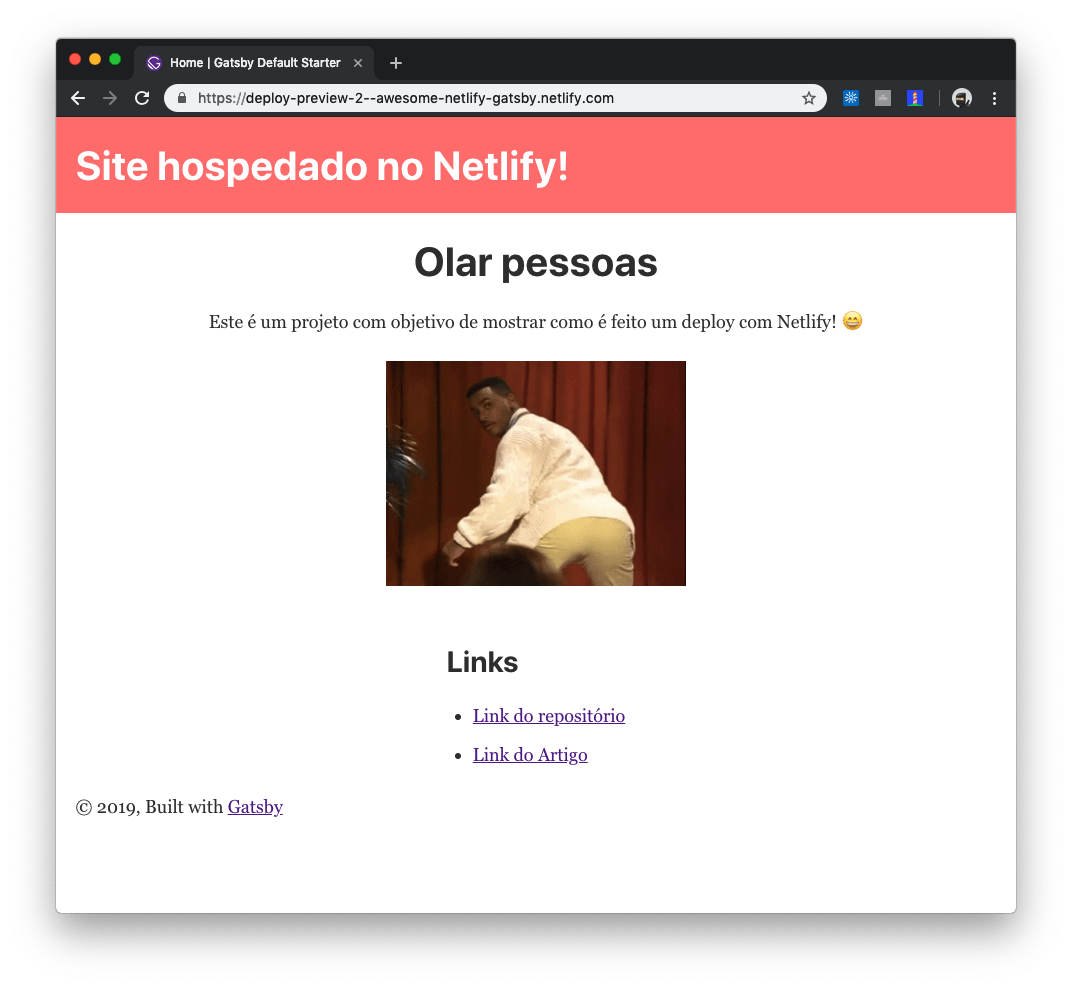 Home | Gatsby Default Starter
https://deploy-preview-2--awesome-netlify-gatsby.netlify.com
Site hospedado no Netlify!
Olar pessoas
Este é um projeto com objetivo de mostrar como é feito um deploy com Netlify! 😄
Links
Link do repositório
Link do Artigo
© 2019, Built with Gatsby